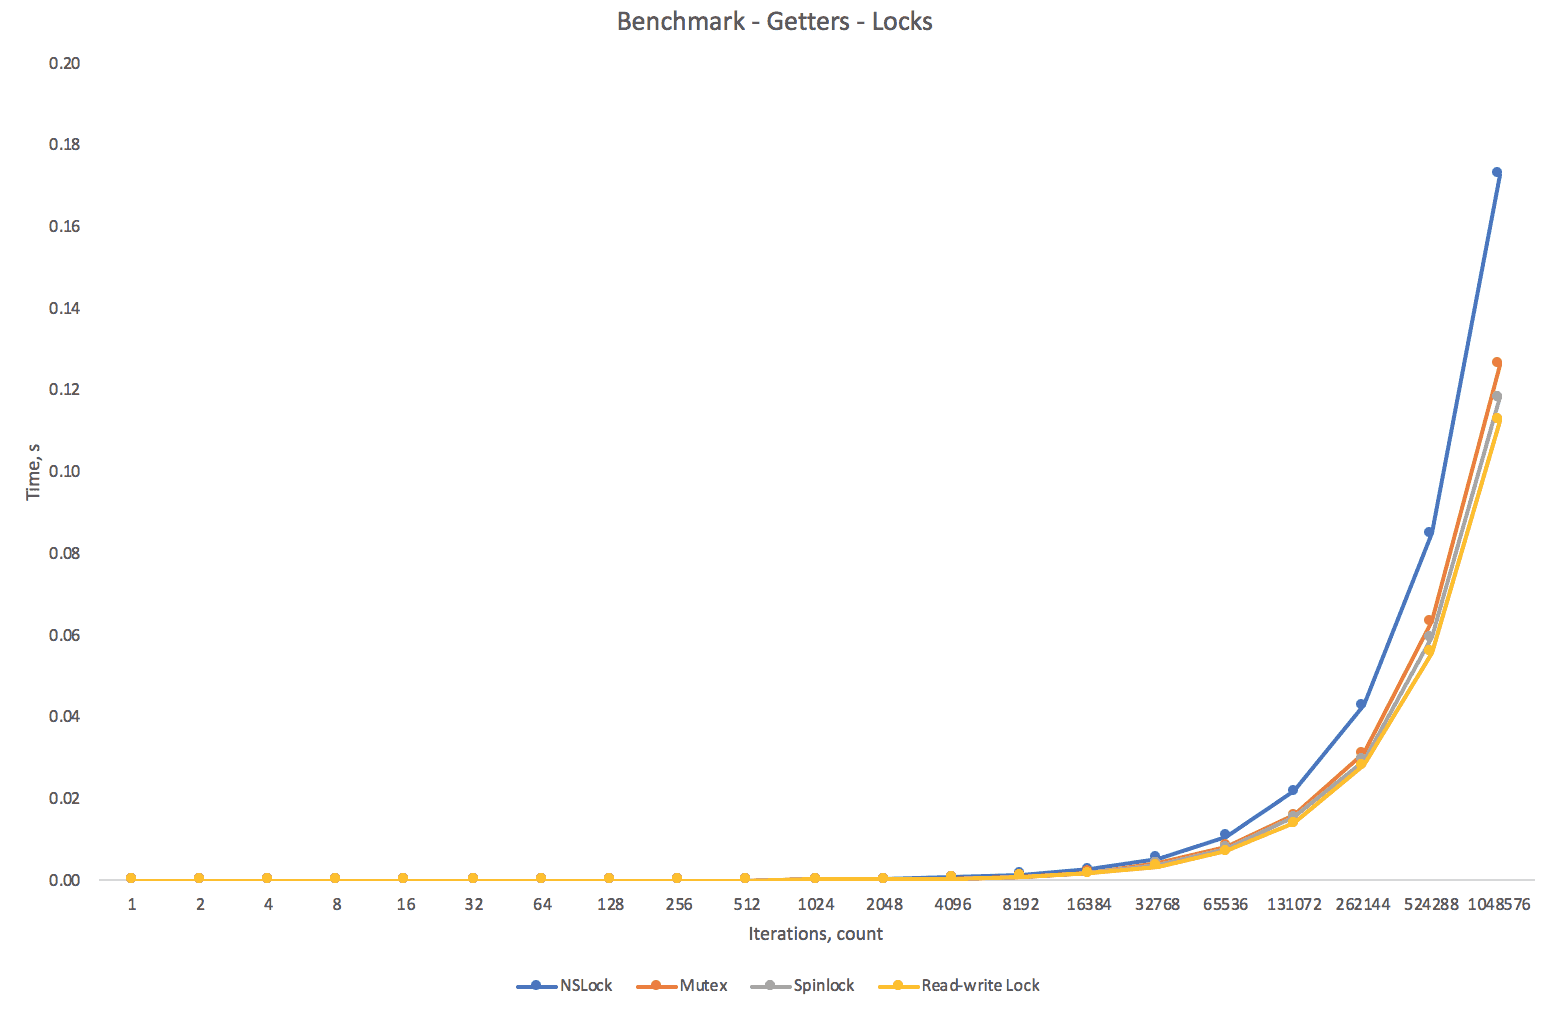 Benchmark - Getters - Locks
0.20
0.18
0.16
0.14
0.12
0.10
0.08
0.06
0.04
0.02
0.00
Time, s
1 2 4 8 16 32 64 128 256 512 1024 2048 4096 8192 16384 32768 65536 131072 262144 524288 1048576
Iterations, count
NSLock Mutex Spinlock Read-write Lock